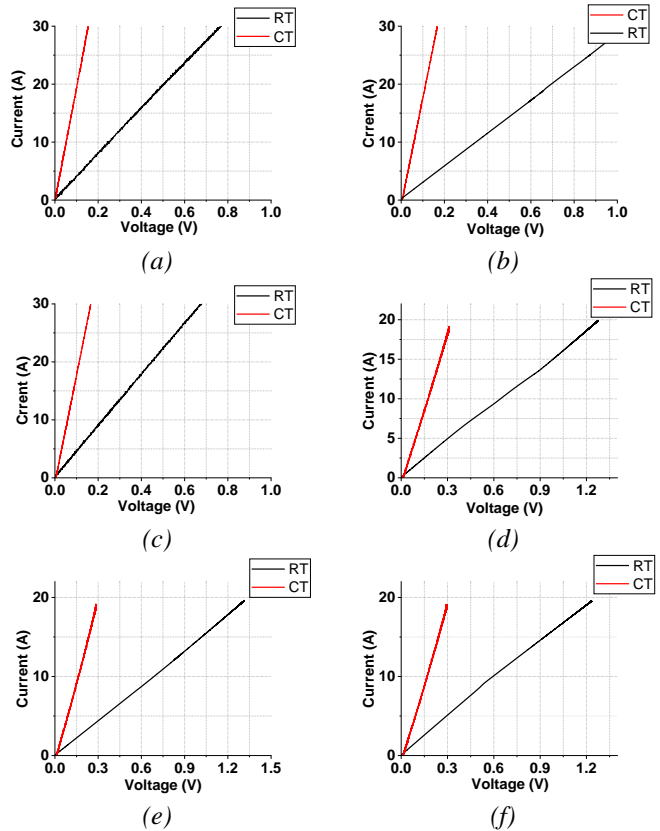 30
20
10
0
0.0 0.2 0.4 0.6 0.8 1.0
Current (A)
Voltage (V)
RT
CT
(a)
30
20
10
0
0.0 0.2 0.4 0.6 0.8 1.0
Crrent (A)
Voltage (V)
CT
RT
(b)
30
20
10
0
0.0 0.2 0.4 0.6 0.8 1.0
Crrent (A)
Voltage (V)
RT
CT
(c)
20
15
10
5
0
0.0 0.3 0.6 0.9 1.2
Current (A)
Voltage (V)
RT
CT
(d)
20
10
0
0.0 0.3 0.6 0.9 1.2 1.5
Current (A)
Voltage (V)
RT
CT
(e)
20
10
0
0.0 0.3 0.6 0.9 1.2
Current (A)
Voltage (V)
RT
CT
(f)